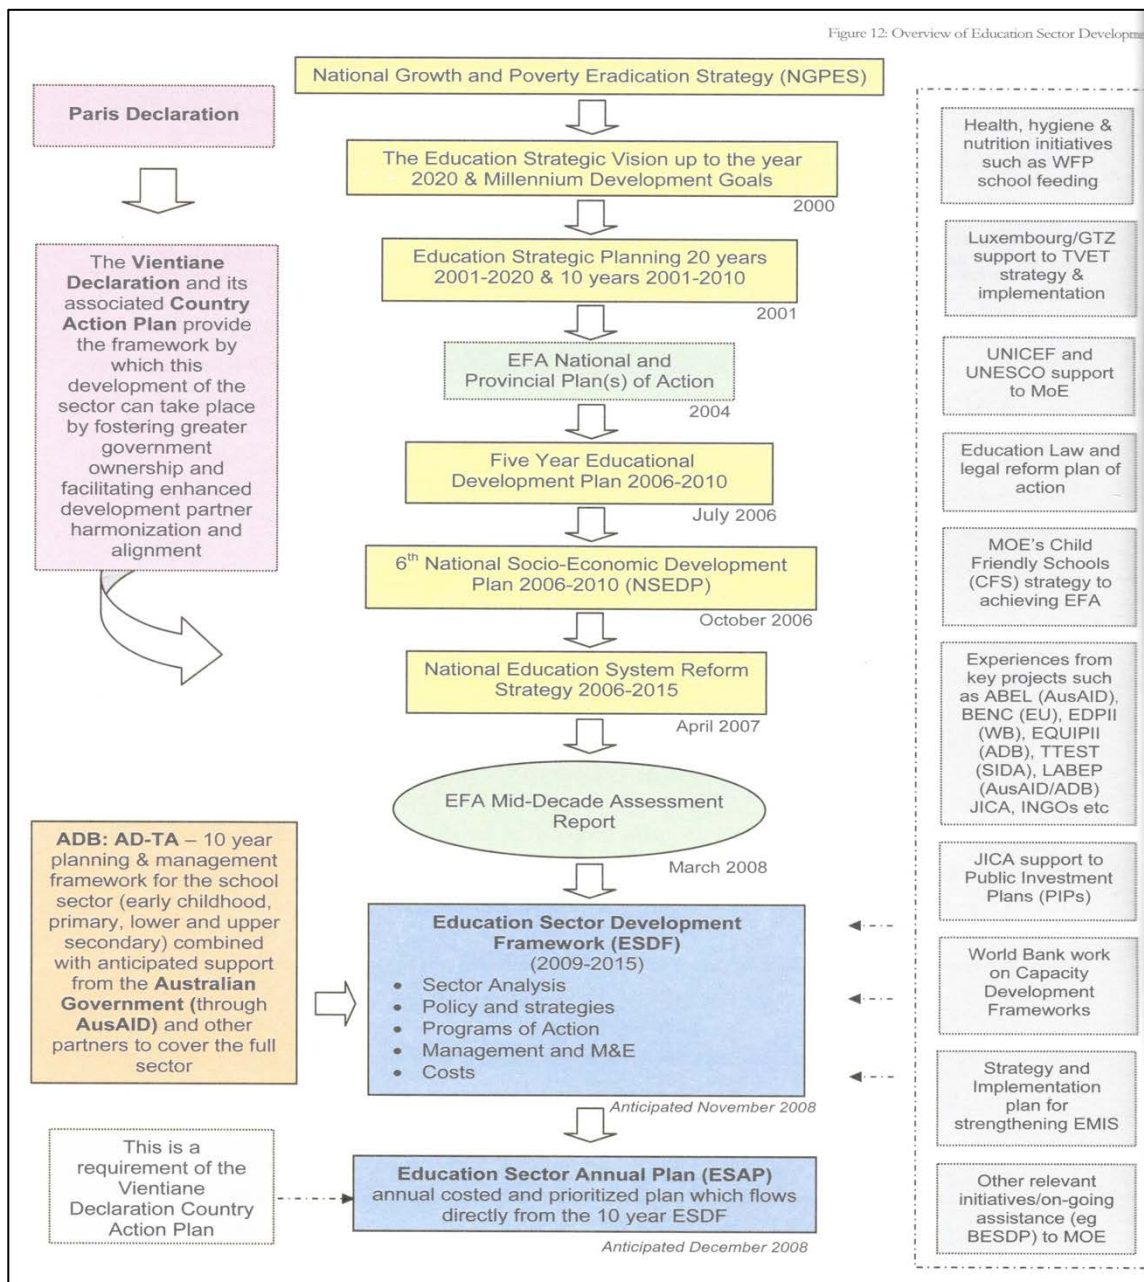 Figure 12: Overview of Education Sector
National Growth and Poverty Eradication Strategy (NGPES)
The Education Strategic Vision up to the year
2020 & Millennium Development Goals
2000
Education Strategic Planning 20 years
2001-2020 & 10 years 2001-2010
2001
EFA National and
Provincial Plan(s) of Action
2004
Five Year Educational
Development Plan 2006-2010
July 2006
6th National Socio-Economic Development
Plan 2006-2010 (NSEDP)
October 2006
National Education System Reform
Strategy 2006-2015
April 2007
EFA Mid-Decade Assessment
Report
March 2008
Education Sector Development
Framework (ESDF)
(2009-2015)
• Sector Analysis
• Policy and strategies
• Programs of Action
• Management and M&E
• Costs
Anticipated November 2008
Education Sector Annual Plan (ESAP)
annual costed and prioritized plan which flows
directly from the 10 year ESDF
Anticipated December 2008
Paris Declaration
The Vientiane
Declaration and its
associated Country
Action Plan provide
the framework by
which this
development of the
sector can take place
by fostering greater
government
ownership and
facilitating enhanced
development partner
harmonization and
alignment
ADB: AD-TA – 10 year
planning & management
framework for the school
sector (early childhood,
primary, lower and upper
secondary) combined
with anticipated support
from the Australian
Government (through
AusAID) and other
partners to cover the full
sector
This is a
requirement of the
Vientiane
Declaration Country
Action Plan
Health, hygiene &
nutrition initiatives
such as WFP
school feeding
Luxembourg/GTZ
support to TVET
strategy &
implementation
UNICEF and
UNESCO support
to MoE
Education Law and
legal reform plan of
action
MOE's Child
Friendly Schools
(CFS) strategy to
achieving EFA
Experiences from
key projects such
as ABEL (AusAID),
BENC (EU), EDPII
(WB), EQUIPII
(ADB), TTEST
(SIDA), LABEP
(AusAID/ADB)
JICA, INGOs etc
JICA support to
Public Investment
Plans (PIPs)
World Bank work
on Capacity
Development
Frameworks
Strategy and
Implementation
plan for
strengthening EMIS
Other relevant
initiatives/on-going
assistance (eg
BESDP) to MOE